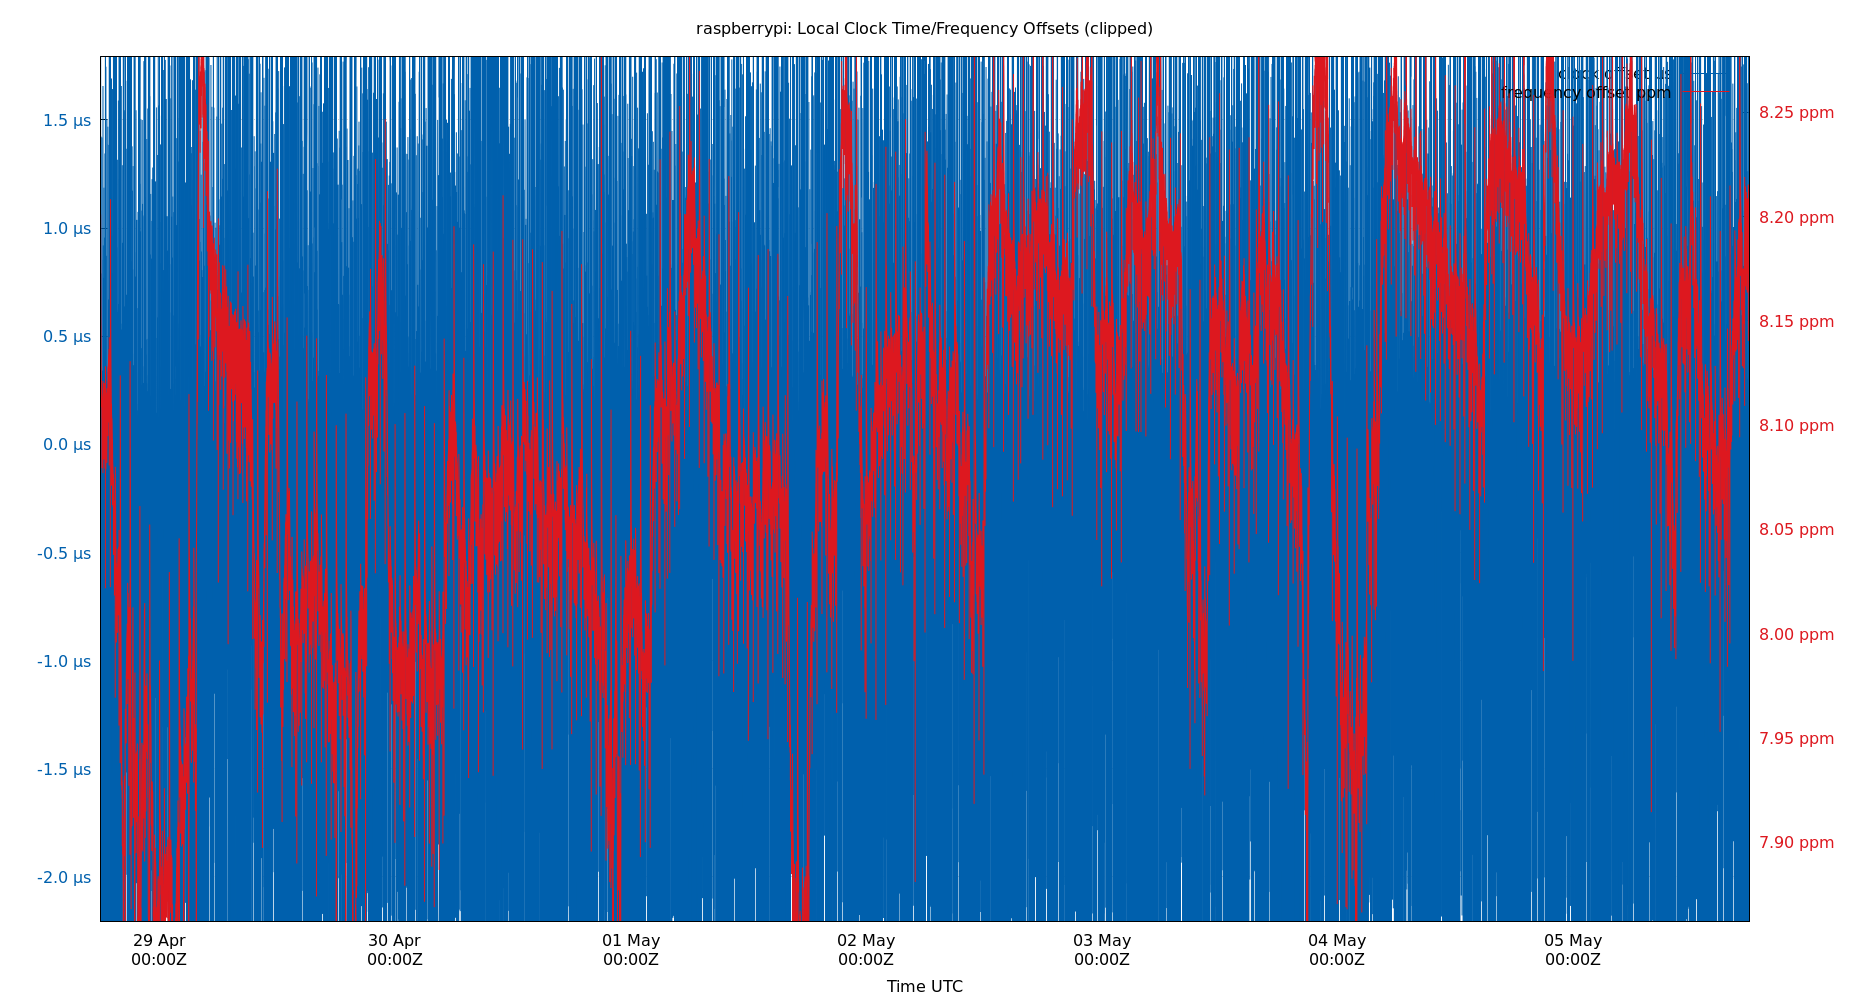 raspberrypi: Local Clock Time/Frequency Offsets (clipped)
clock offset us
frequency offset ppm
1.5 µs
1.0 µs
0.5 µs
0.0 µs
-0.5 µs
-1.0 µs
-1.5 µs
-2.0 µs
8.25 ppm
8.20 ppm
8.15 ppm
8.10 ppm
8.05 ppm
8.00 ppm
7.95 ppm
7.90 ppm
29 Apr
00:00Z
30 Apr
00:00Z
01 May
00:00Z
02 May
00:00Z
03 May
00:00Z
04 May
00:00Z
05 May
00:00Z
Time UTC